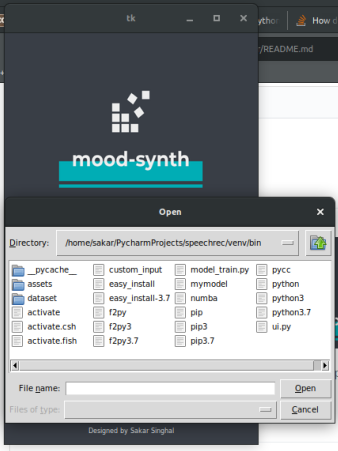 tk
ython
How d
r/README.md
mood-synth
Open
Directory: /home/sakar/PycharmProjects/speechrec/venv/bin
__pycache__ custom_input model_train.py pycc
assets easy_install mymodel python
dataset easy_install-3.7 numba python3
activate f2py pip python3.7
activate.csh f2py3 pip3 ui.py
activate.fish f2py3.7 pip3.7
File name: Open
Files of type: Cancel
Designed by Sakar Singhal